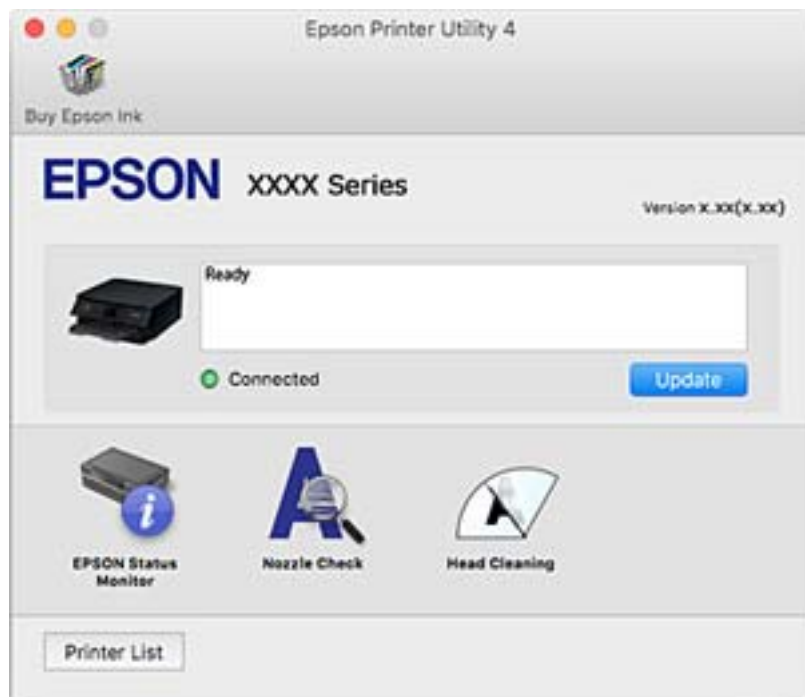 Epson Printer Utility 4
Buy Epson Ink
EPSON XXXX Series
Version X.XX(X.XX)
Ready
Connected
Update
EPSON Status
Monitor
Nozzle Check
Head Cleaning
Printer List